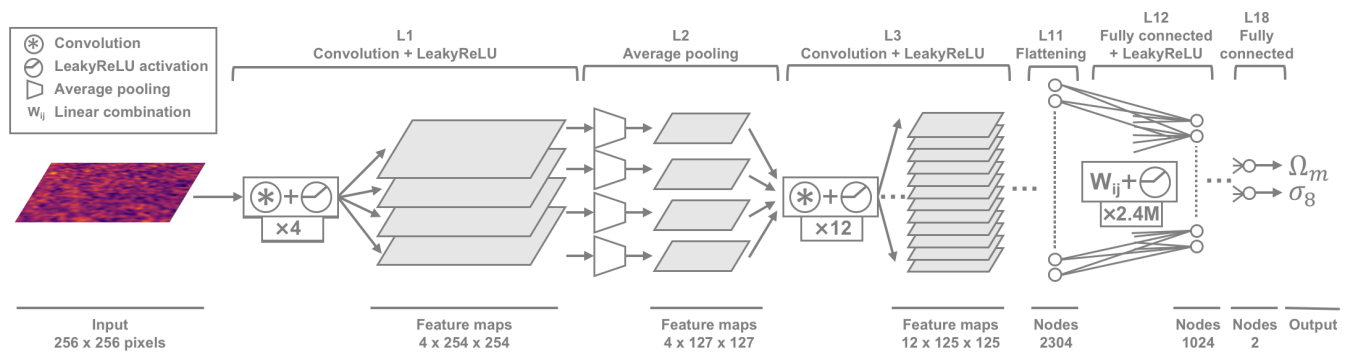 Convolution
LeakyReLU activation
Average pooling
Wij Linear combination
L1
Convolution + LeakyReLU
L2
Average pooling
L3
Convolution + LeakyReLU
L11
Flattening
L12
Fully connected
+ LeakyReLU
L18
Fully
connected
+
×4
+
×12
Wij+
×2.4M
Ωm
σ8
Input
256 x 256 pixels
Feature maps
4 x 254 x 254
Feature maps
4 x 127 x 127
Feature maps
12 x 125 x 125
Nodes
2304
Nodes
1024
Nodes
2
Output